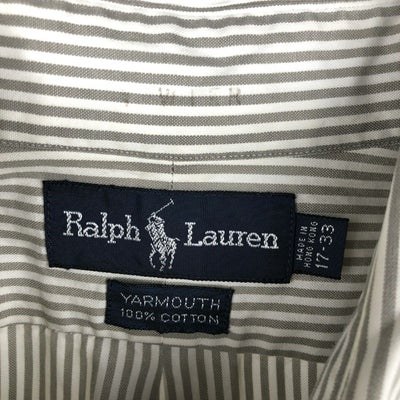 Ralph Lauren
MADE IN
HONG KONG
17-33
YARMOUTH
100% COTTON